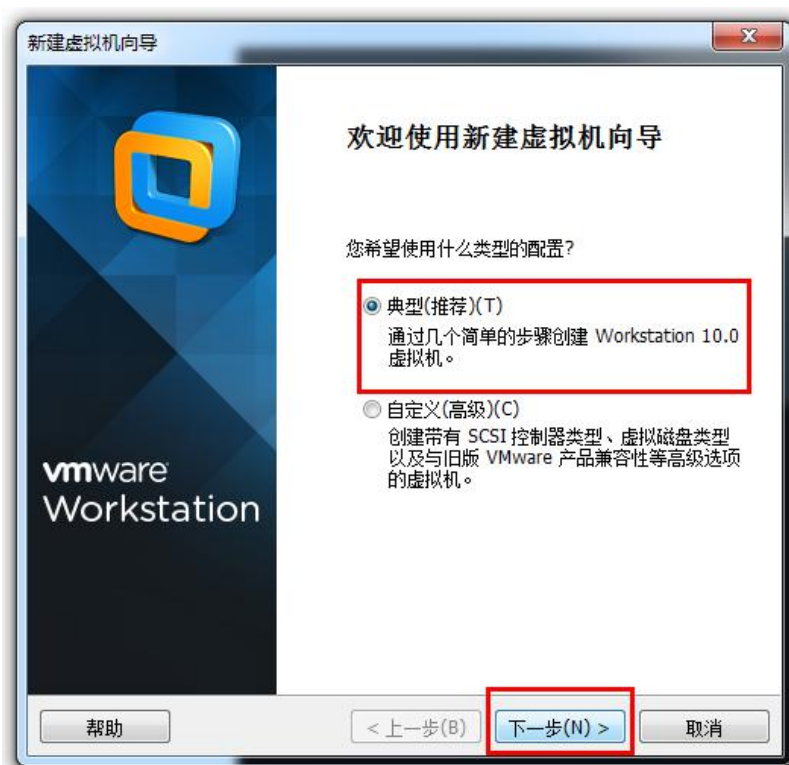 新建虚拟机向导
欢迎使用新建虚拟机向导
您希望使用什么类型的配置?
典型(推荐)(T)
通过几个简单的步骤创建 Workstation 10.0
虚拟机。
自定义(高级)(C)
创建带有 SCSI 控制器类型、虚拟磁盘类型
以及与旧版 VMware 产品兼容性等高级选项
的虚拟机。
vmware
Workstation
帮助
< 上一步(B)
下一步(N) >
取消